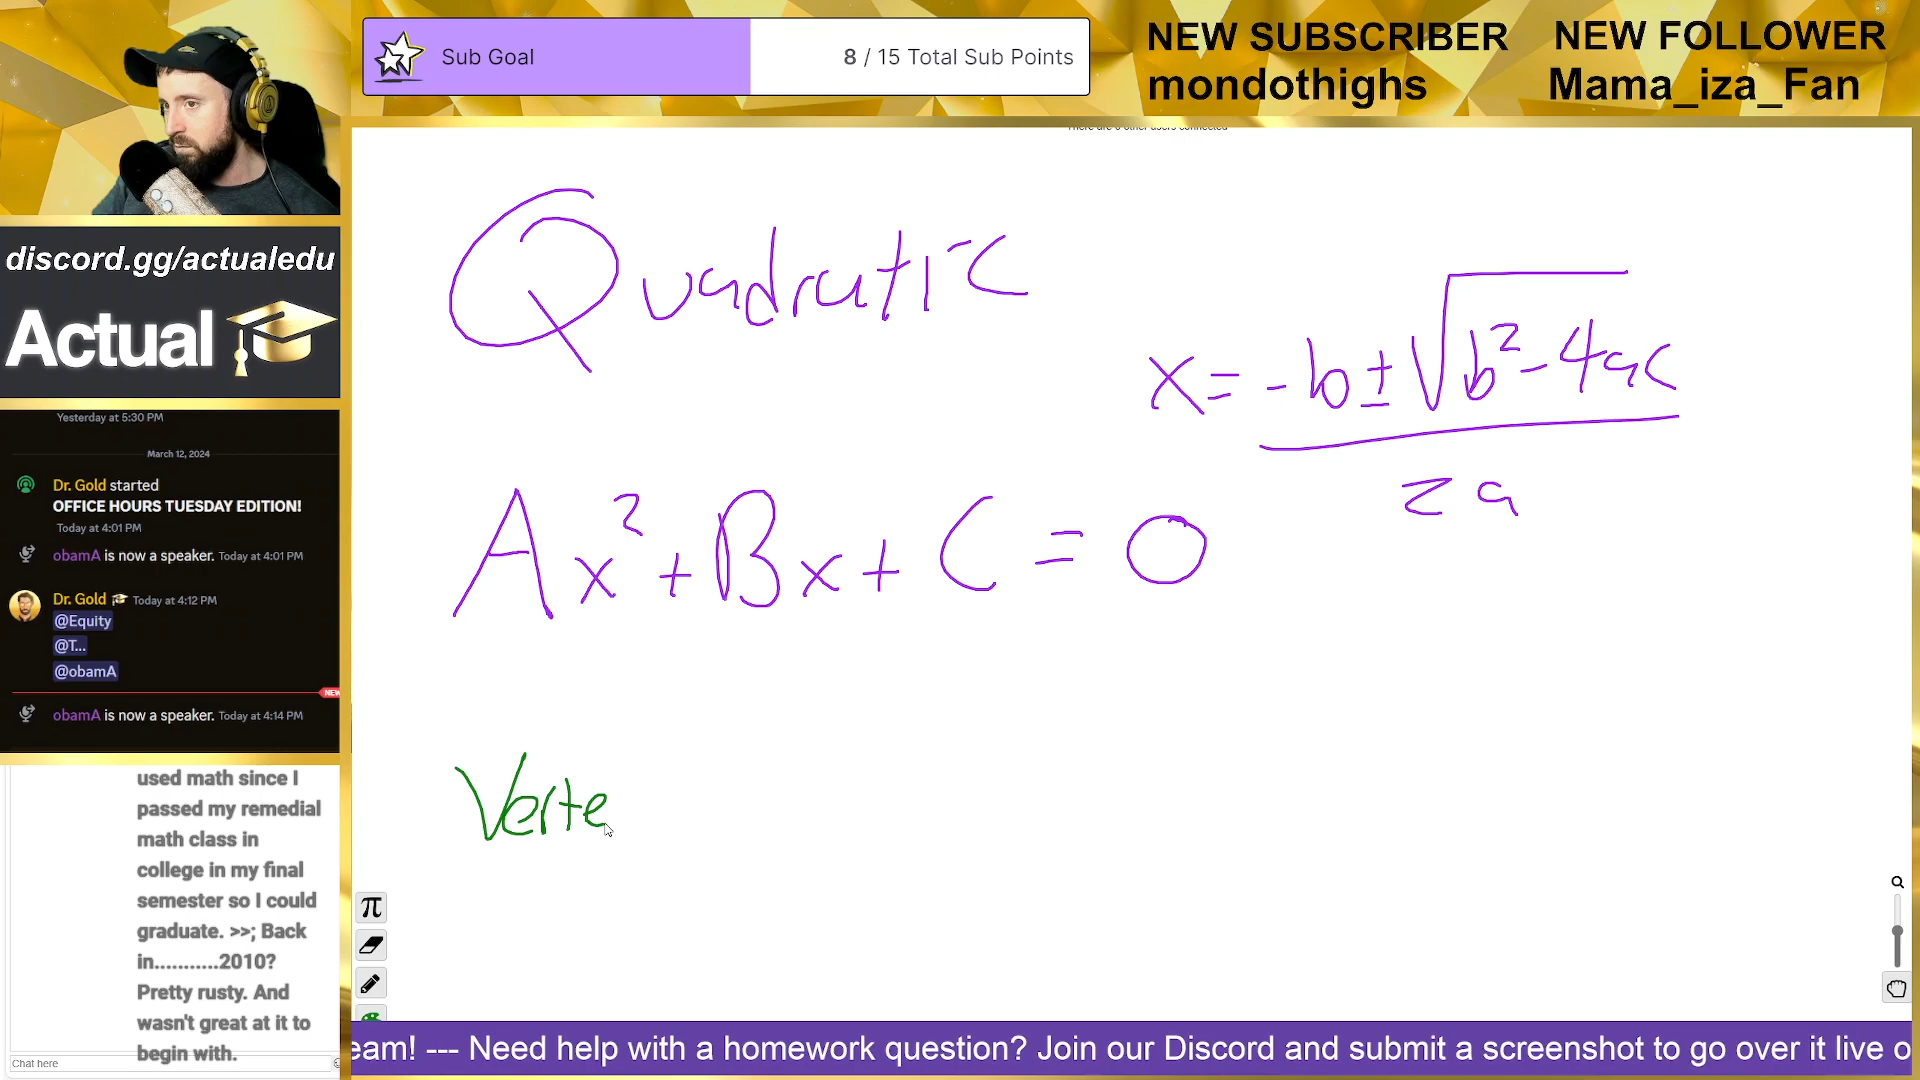 Sub Goal
8 / 15 Total Sub Points
NEW SUBSCRIBER
mondothighs
NEW FOLLOWER
Mama_iza_Fan
discord.gg/actualedu
Actual
Yesterday at 5:30 PM
March 12, 2024
Dr. Gold started
OFFICE HOURS TUESDAY EDITION!
Today at 4:01 PM
obamA is now a speaker. Today at 4:01 PM
Dr. Gold Today at 4:12 PM
@Equity
@T...
@obamA
NEW
obamA is now a speaker. Today at 4:14 PM
used math since I
passed my remedial
math class in
college in my final
semester so I could
graduate. >>; Back
in...........2010?
Pretty rusty. And
wasn't great at it to
begin with.
Chat here
Quadratic
x = -b ± √b² - 4ac
2a
Ax² + Bx + C = 0
Verte
π
eam! --- Need help with a homework question? Join our Discord and submit a screenshot to go over it live o